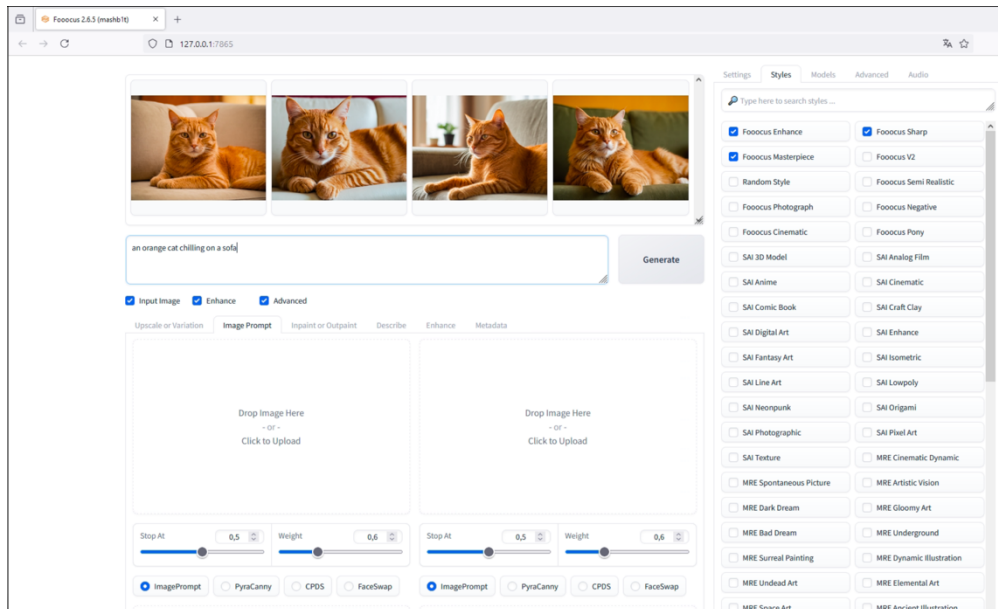 Fooocus 2.6.5 (mashb1t)
127.0.0.1:7865
an orange cat chilling on a sofa
Generate
Input Image Enhance Advanced
Upscale or Variation Image Prompt Inpaint or Outpaint Describe Enhance Metadata
Drop Image Here
- or -
Click to Upload
Drop Image Here
- or -
Click to Upload
Stop At 0,5 Weight 0,6
Stop At 0,5 Weight 0,6
ImagePrompt PyraCanny CPDS FaceSwap
ImagePrompt PyraCanny CPDS FaceSwap
Settings Styles Models Advanced Audio
Type here to search styles ...
Fooocus Enhance Fooocus Sharp
Fooocus Masterpiece Fooocus V2
Random Style Fooocus Semi Realistic
Fooocus Photograph Fooocus Negative
Fooocus Cinematic Fooocus Pony
SAI 3D Model SAI Analog Film
SAI Anime SAI Cinematic
SAI Comic Book SAI Craft Clay
SAI Digital Art SAI Enhance
SAI Fantasy Art SAI Isometric
SAI Line Art SAI Lowpoly
SAI Neonpunk SAI Origami
SAI Photographic SAI Pixel Art
SAI Texture MRE Cinematic Dynamic
MRE Spontaneous Picture MRE Artistic Vision
MRE Dark Dream MRE Gloomy Art
MRE Bad Dream MRE Underground
MRE Surreal Painting MRE Dynamic Illustration
MRE Undead Art MRE Elemental Art
MRE Space Art MRE Ancient Illustration